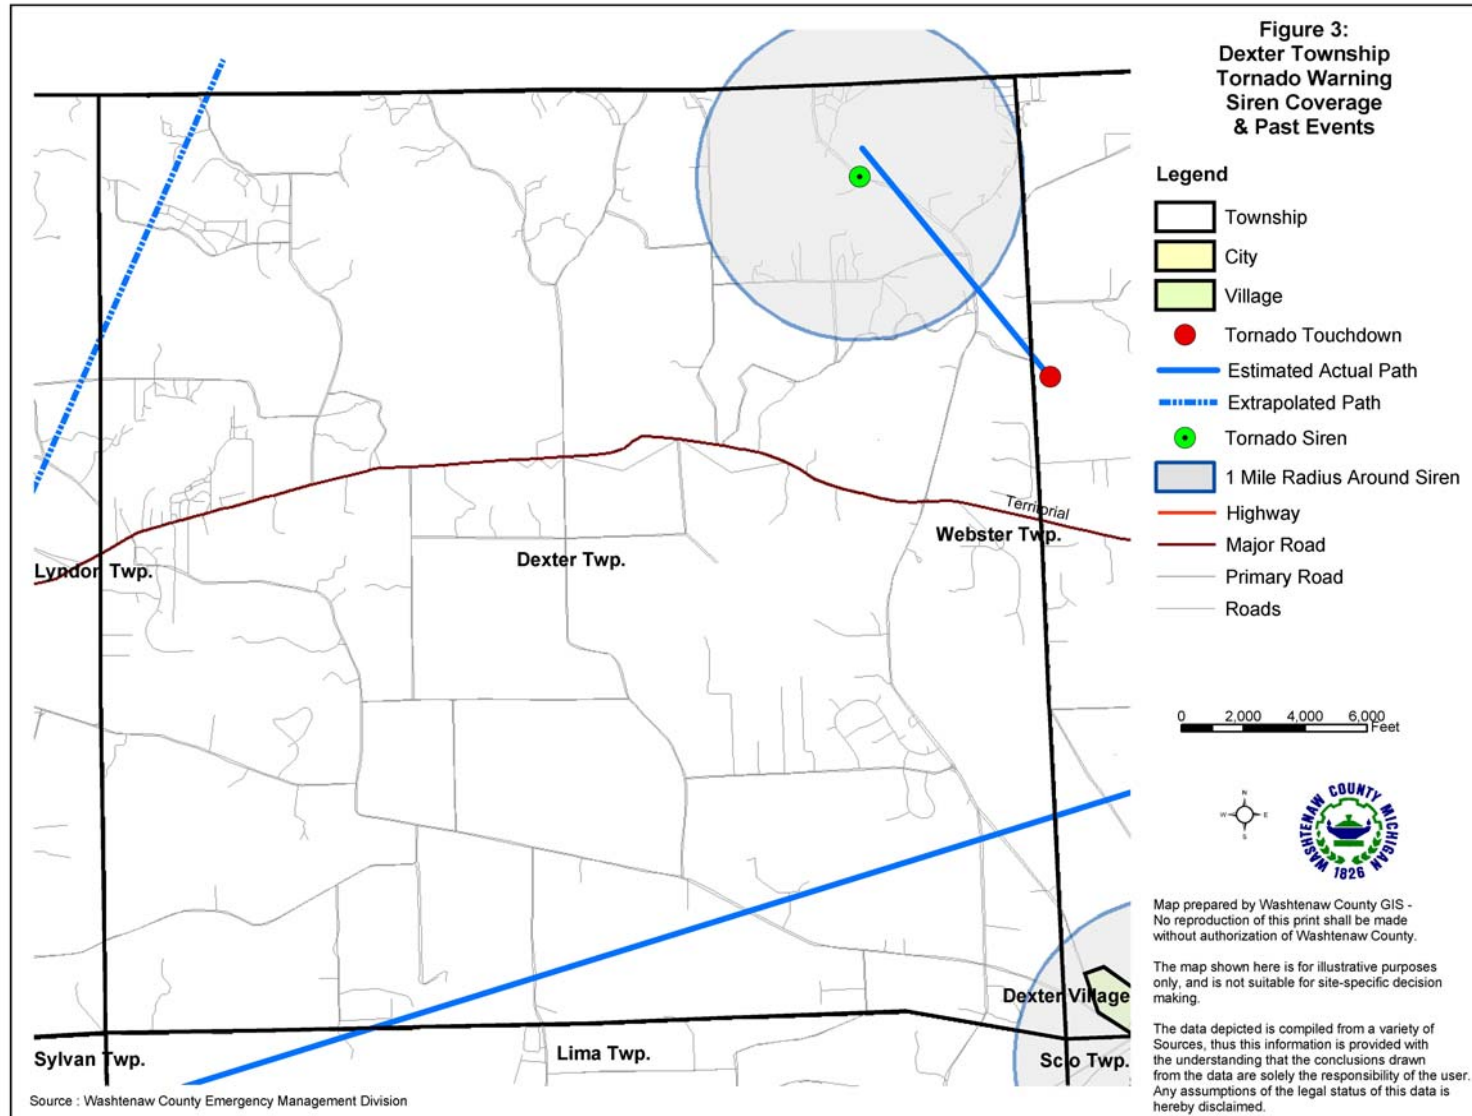 Figure 3:
Dexter Township
Tornado Warning
Siren Coverage
& Past Events
Legend
Township
City
Village
Tornado Touchdown
Estimated Actual Path
Extrapolated Path
Tornado Siren
1 Mile Radius Around Siren
Highway
Major Road
Primary Road
Roads
Territorial
Webster Twp.
Dexter Twp.
Lyndon Twp.
Dexter Village
Sylvan Twp.
Lima Twp.
Scio Twp.
0 2,000 4,000 6,000
Feet
N
W E
S
WASHTENAW COUNTY MICHIGAN
1826
Map prepared by Washtenaw County GIS -
No reproduction of this print shall be made
without authorization of Washtenaw County.
The map shown here is for illustrative purposes
only, and is not suitable for site-specific decision
making.
The data depicted is compiled from a variety of
Sources, thus this information is provided with
the understanding that the conclusions drawn
from the data are solely the responsibility of the user.
Any assumptions of the legal status of this data is
hereby disclaimed.
Source : Washtenaw County Emergency Management Division